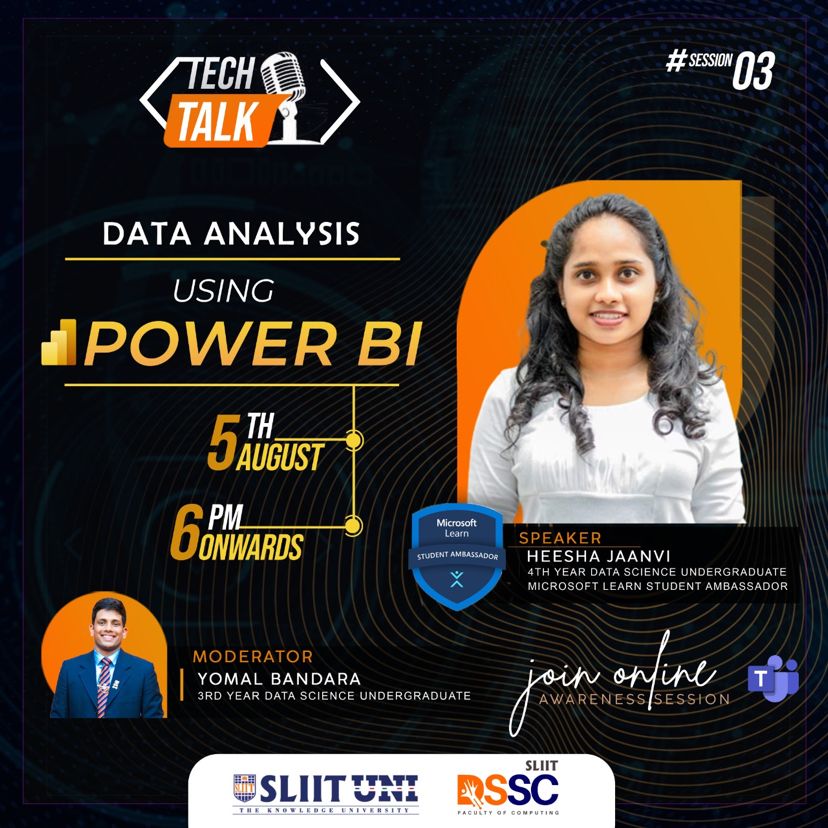 TECH
TALK
#SESSION 03
DATA ANALYSIS
USING
POWER BI
5TH
AUGUST
6PM
ONWARDS
Microsoft
Learn
STUDENT AMBASSADOR
SPEAKER
HEESHA JAANVI
4TH YEAR DATA SCIENCE UNDERGRADUATE
MICROSOFT LEARN STUDENT AMBASSADOR
MODERATOR
YOMAL BANDARA
3RD YEAR DATA SCIENCE UNDERGRADUATE
join online
AWARENESS SESSION
T
SLIIT
SLIIT UNI
THE KNOWLEDGE UNIVERSITY
SLIIT
DSSC
FACULTY OF COMPUTING